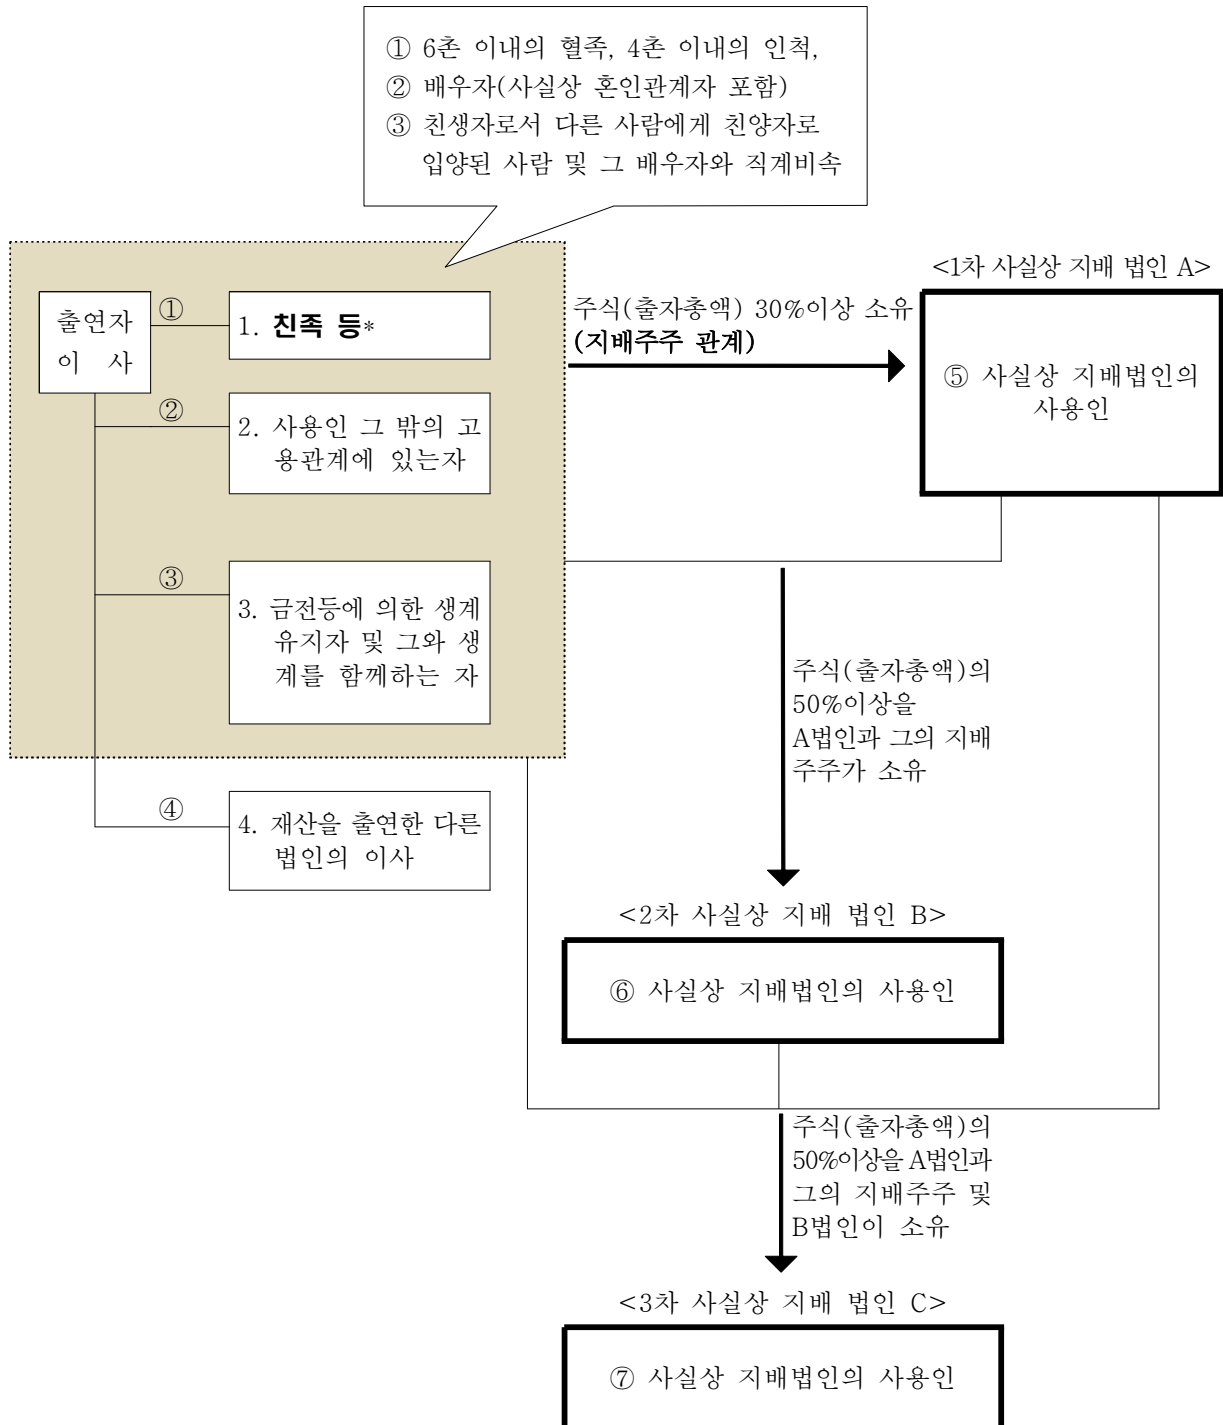 ① 6촌 이내의 혈족, 4촌 이내의 인척,
② 배우자(사실상 혼인관계자 포함)
③ 친생자로서 다른 사람에게 친양자로
입양된 사람 및 그 배우자와 직계비속
출연자
이 사
①
1. 친족 등*
②
2. 사용인 그 밖의 고
용관계에 있는자
③
3. 금전등에 의한 생계
유지자 및 그와 생
계를 함께하는 자
④
4. 재산을 출연한 다른
법인의 이사
주식(출자총액) 30%이상 소유
(지배주주 관계)
<1차 사실상 지배 법인 A>
⑤ 사실상 지배법인의
사용인
주식(출자총액)의
50%이상을
A법인과 그의 지배
주주가 소유
<2차 사실상 지배 법인 B>
⑥ 사실상 지배법인의 사용인
주식(출자총액)의
50%이상을 A법인과
그의 지배주주 및
B법인이 소유
<3차 사실상 지배 법인 C>
⑦ 사실상 지배법인의 사용인